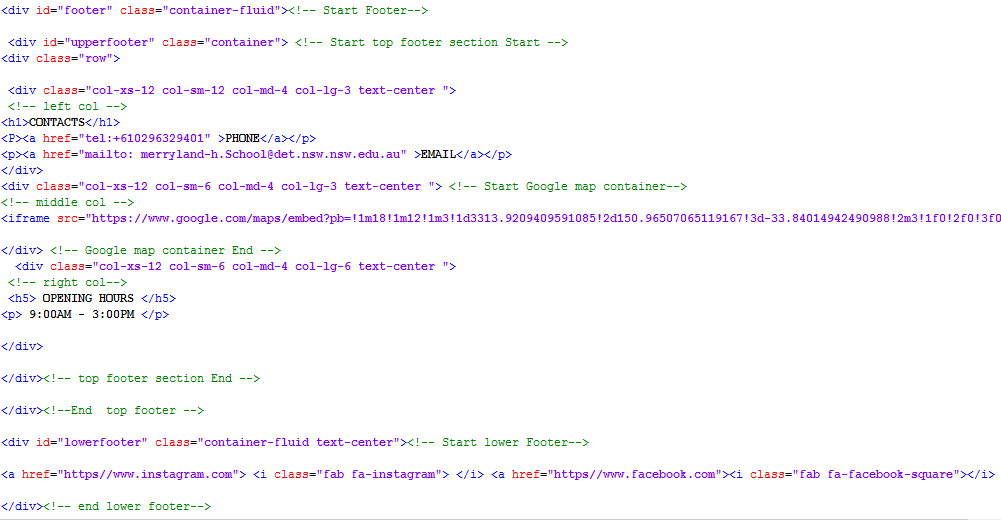 <div id="footer" class="container-fluid"><!-- Start Footer-->
<div id="upperfooter" class="container"> <!-- Start top footer section Start -->
<div class="row">
<div class="col-xs-12 col-sm-12 col-md-4 col-lg-3 text-center ">
<!-- left col -->
<h1>CONTACTS</h1>
<P><a href="tel:+610296329401" >PHONE</a></p>
<p><a href="mailto: merryland-h.School@det.nsw.nsw.edu.au" >EMAIL</a></p>
</div>
<div class="col-xs-12 col-sm-6 col-md-4 col-lg-3 text-center "> <!-- Start Google map container-->
<!-- middle col -->
<iframe src="https://www.google.com/maps/embed?pb=!1m18!1m12!1m3!1d3313.9209409591085!2d150.96507065119167!3d-33.84014942490988!2m3!1f0!2f0!3f0
</div> <!-- Google map container End -->
<div class="col-xs-12 col-sm-6 col-md-4 col-lg-6 text-center ">
<!-- right col-->
<h5> OPENING HOURS </h5>
<p> 9:00AM - 3:00PM </p>
</div>
</div><!-- top footer section End -->
</div><!--End  top footer -->
<div id="lowerfooter" class="container-fluid text-center"><!-- Start lower Footer-->
<a href="https//www.instagram.com"> <i class="fab fa-instagram"> </i> <a href="https//www.facebook.com"><i class="fab fa-facebook-square"></i>
</div><!-- end lower footer-->